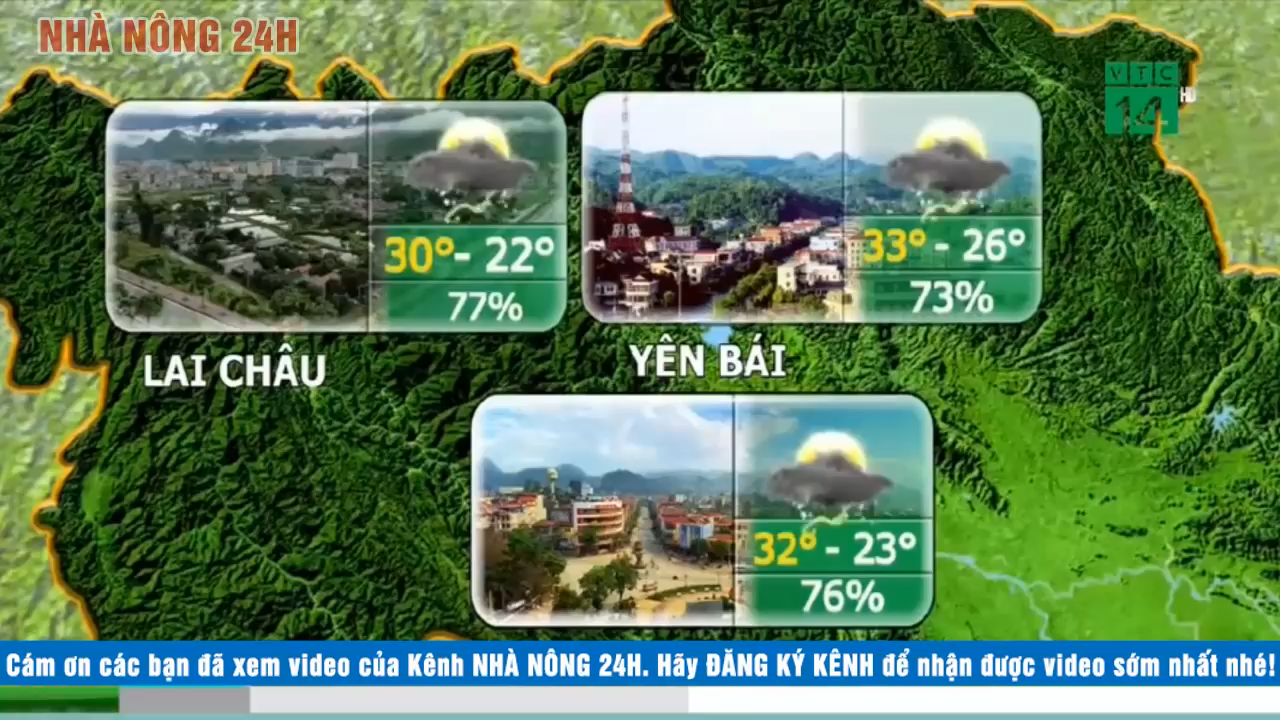 NHÀ NÔNG 24H
VTC
14 HD
30° - 22°
77%
33° - 26°
73%
LAI CHÂU
YÊN BÁI
32° - 23°
76%
Cám ơn các bạn đã xem video của Kênh NHÀ NÔNG 24H. Hãy ĐĂNG KÝ KÊNH để nhận được video sớm nhất nhé!